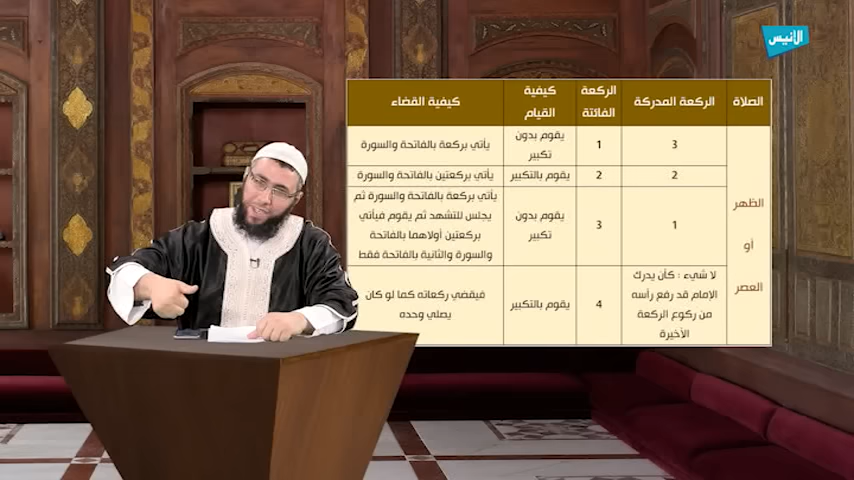 الأنيس
الصلاة
الركعة المدركة
الركعة
الفائتة
كيفية
القيام
كيفية القضاء
الظهر
أو
العصر
3
1
يقوم بدون
تكبير
يأتي بركعة بالفاتحة والسورة
2
2
يقوم بالتكبير
يأتي بركعتين بالفاتحة والسورة
1
3
يقوم بدون
تكبير
يأتي بركعة بالفاتحة والسورة ثم
يجلس للتشهد ثم يقوم فيأتي
بركعتين أولاهما بالفاتحة
والسورة والثانية بالفاتحة فقط
لا شيء : كأن يدرك
الإمام قد رفع رأسه
من ركوع الركعة
الأخيرة
4
يقوم بالتكبير
فيقضي ركعاته كما لو كان
يصلي وحده